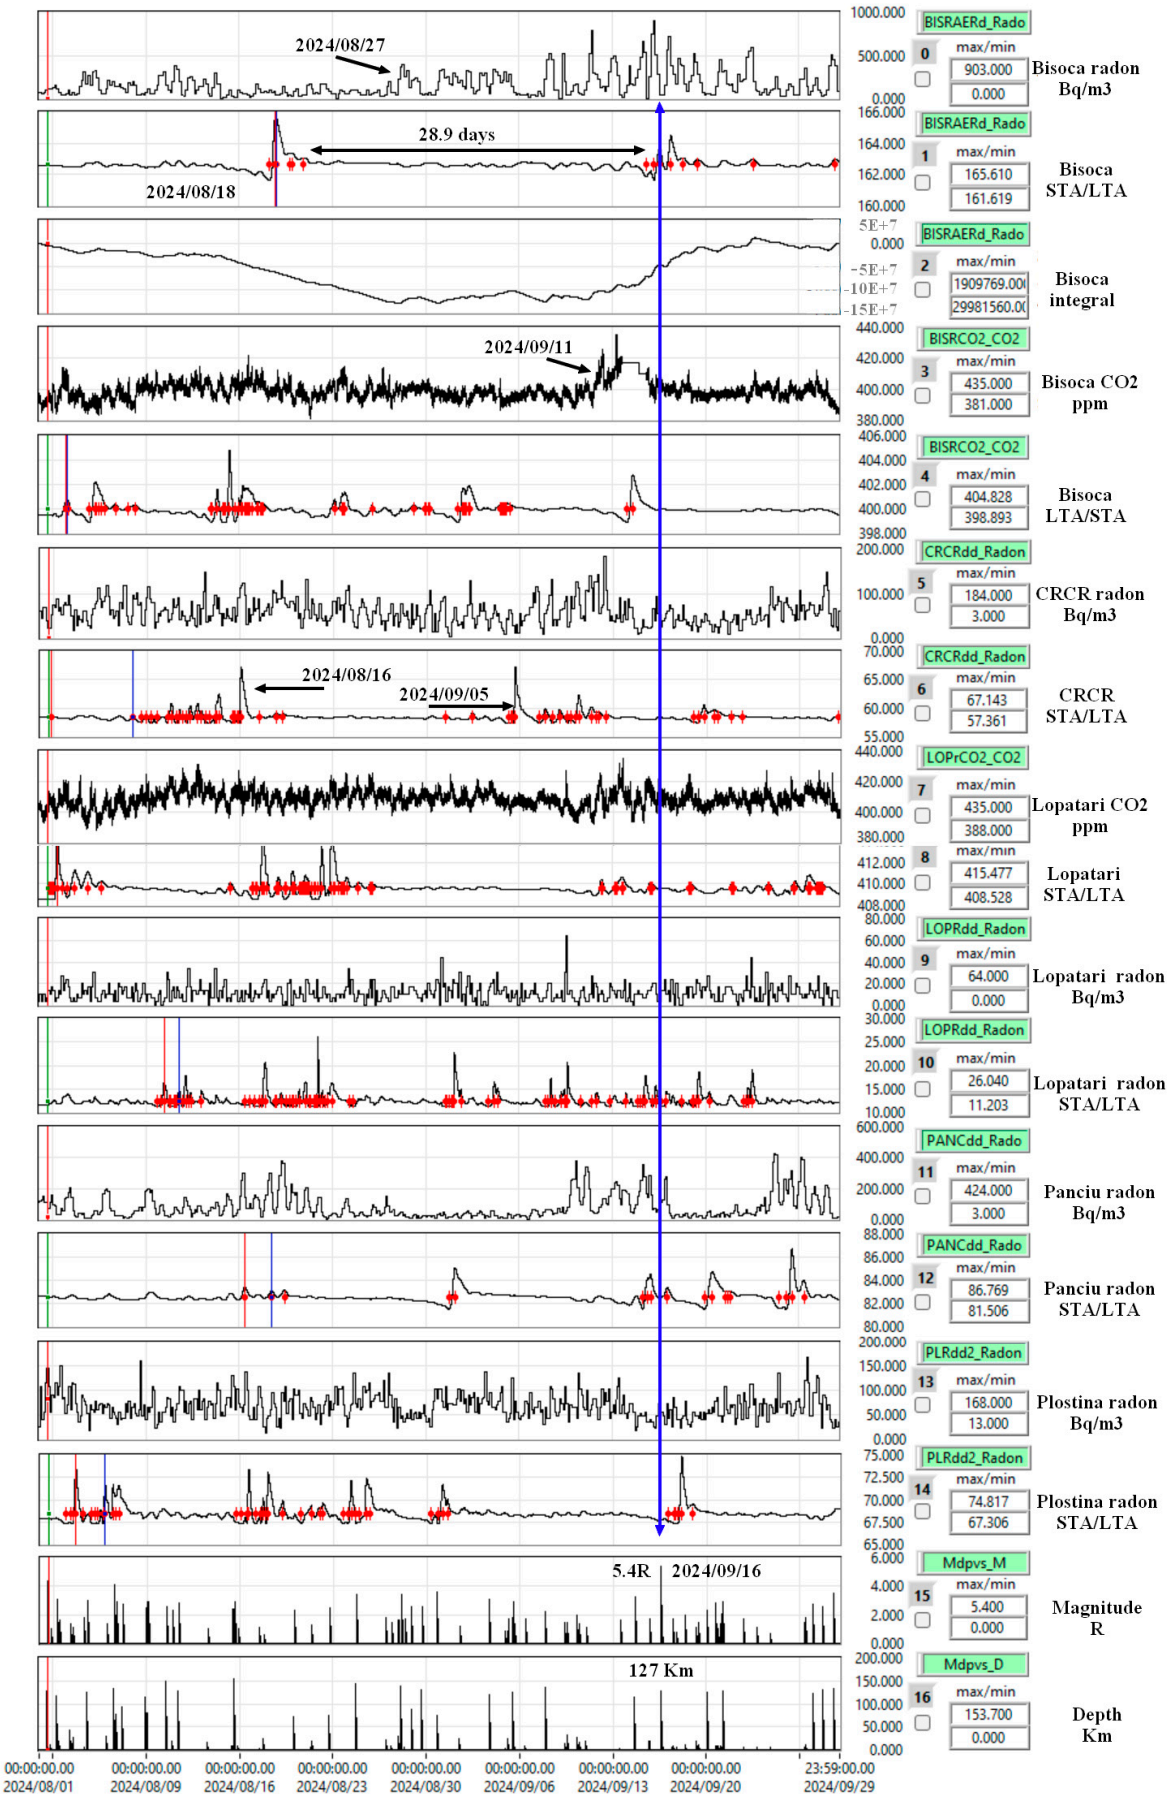 1000.000
500.000
0.000
2024/08/27
BISRAERd_Rado
0
max/min
903.000
0.000
Bisoca radon
Bq/m3
166.000
164.000
162.000
160.000
28.9 days
2024/08/18
BISRAERd_Rado
1
max/min
165.610
161.619
Bisoca
STA/LTA
5E+7
0.000
-5E+7
-10E+7
-15E+7
BISRAERd_Rado
2
max/min
1909769.00(
29981560.0(
Bisoca
integral
440.000
420.000
400.000
380.000
2024/09/11
BISRCO2_CO2
3
max/min
435.000
381.000
Bisoca CO2
ppm
406.000
404.000
402.000
400.000
398.000
BISRCO2_CO2
4
max/min
404.828
398.893
Bisoca
LTA/STA
200.000
100.000
0.000
CRCRdd_Radon
5
max/min
184.000
3.000
CRCR radon
Bq/m3
70.000
65.000
60.000
55.000
2024/08/16
2024/09/05
CRCRdd_Radon
6
max/min
67.143
57.361
CRCR
STA/LTA
440.000
420.000
400.000
380.000
LOPrCO2_CO2
7
max/min
435.000
388.000
Lopatari CO2
ppm
412.000
410.000
408.000
8
max/min
415.477
408.528
Lopatari
STA/LTA
80.000
60.000
40.000
20.000
0.000
LOPRdd_Radon
9
max/min
64.000
0.000
Lopatari radon
Bq/m3
30.000
25.000
20.000
15.000
10.000
LOPRdd_Radon
10
max/min
26.040
11.203
Lopatari radon
STA/LTA
600.000
400.000
200.000
0.000
PANCdd_Rado
11
max/min
424.000
3.000
Panciu radon
Bq/m3
88.000
86.000
84.000
82.000
80.000
PANCdd_Rado
12
max/min
86.769
81.506
Panciu radon
STA/LTA
200.000
150.000
100.000
50.000
0.000
PLRdd2_Radon
13
max/min
168.000
13.000
Plostina radon
Bq/m3
75.000
72.500
70.000
67.500
65.000
PLRdd2_Radon
14
max/min
74.817
67.306
Plostina radon
STA/LTA
6.000
4.000
2.000
0.000
5.4R 2024/09/16
Mdpvs_M
15
max/min
5.400
0.000
Magnitude
R
200.000
150.000
100.000
50.000
0.000
127 Km
Mdpvs_D
16
max/min
153.700
0.000
Depth
Km
00:00:00.00 00:00:00.00 00:00:00.00 00:00:00.00 00:00:00.00 00:00:00.00 00:00:00.00 00:00:00.00 23:59:00.00
2024/08/01 2024/08/09 2024/08/16 2024/08/23 2024/08/30 2024/09/06 2024/09/13 2024/09/20 2024/09/29